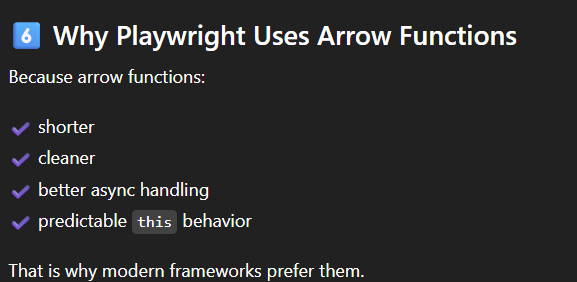 6 Why Playwright Uses Arrow Functions
Because arrow functions:
✔ shorter
✔ cleaner
✔ better async handling
✔ predictable this behavior
That is why modern frameworks prefer them.